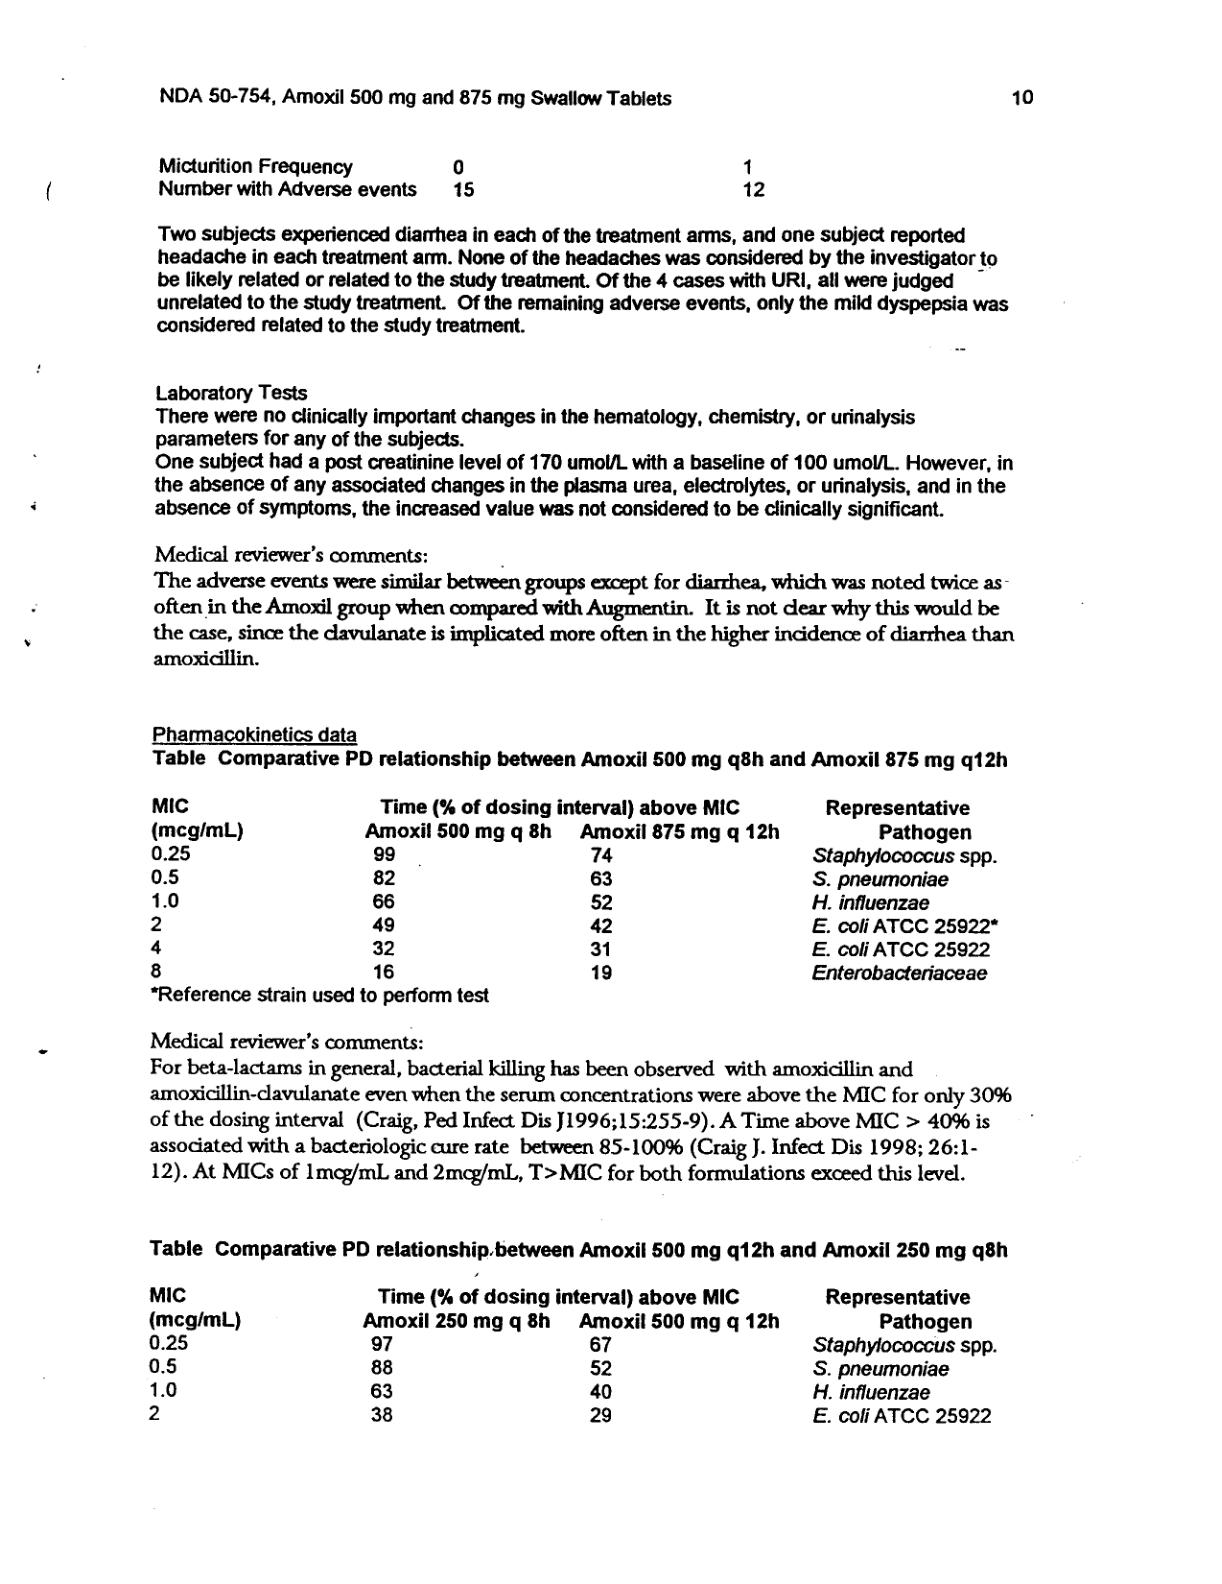 NDA 50-754, Amoxil 500 mg and 875 mg Swallow Tablets 10
Micturition Frequency 0 1
Number with Adverse events 15 12
Two subjects experienced diarrhea in each of the treatment arms, and one subject reported
headache in each treatment arm. None of the headaches was considered by the investigator to
be likely related or related to the study treatment. Of the 4 cases with URI, all were judged
unrelated to the study treatment. Of the remaining adverse events, only the mild dyspepsia was
considered related to the study treatment.
Laboratory Tests
There were no clinically important changes in the hematology, chemistry, or urinalysis
parameters for any of the subjects.
One subject had a post creatinine level of 170 umol/L with a baseline of 100 umol/L. However, in
the absence of any associated changes in the plasma urea, electrolytes, or urinalysis, and in the
absence of symptoms, the increased value was not considered to be clinically significant.
Medical reviewer's comments:
The adverse events were similar between groups except for diarrhea, which was noted twice as
often in the Amoxil group when compared with Augmentin. It is not clear why this would be
the case, since the clavulanate is implicated more often in the higher incidence of diarrhea than
amoxicillin.
Pharmacokinetics data
Table Comparative PD relationship between Amoxil 500 mg q8h and Amoxil 875 mg q12h
MIC Time (% of dosing interval) above MIC Representative
(mcg/mL) Amoxil 500 mg q 8h Amoxil 875 mg q 12h Pathogen
0.25 99 74 Staphylococcus spp.
0.5 82 63 S. pneumoniae
1.0 66 52 H. influenzae
2 49 42 E. coli ATCC 25922*
4 32 31 E. coli ATCC 25922
8 16 19 Enterobacteriaceae
*Reference strain used to perform test
Medical reviewer's comments:
For beta-lactams in general, bacterial killing has been observed with amoxicillin and
amoxicillin-clavulanate even when the serum concentrations were above the MIC for only 30%
of the dosing interval (Craig, Ped Infect Dis J1996;15:255-9). A Time above MIC > 40% is
associated with a bacteriologic cure rate between 85-100% (Craig J. Infect Dis 1998; 26:1-
12). At MICs of 1mcg/mL and 2mcg/mL, T>MIC for both formulations exceed this level.
Table Comparative PD relationship between Amoxil 500 mg q12h and Amoxil 250 mg q8h
MIC Time (% of dosing interval) above MIC Representative
(mcg/mL) Amoxil 250 mg q 8h Amoxil 500 mg q 12h Pathogen
0.25 97 67 Staphylococcus spp.
0.5 88 52 S. pneumoniae
1.0 63 40 H. influenzae
2 38 29 E. coli ATCC 25922